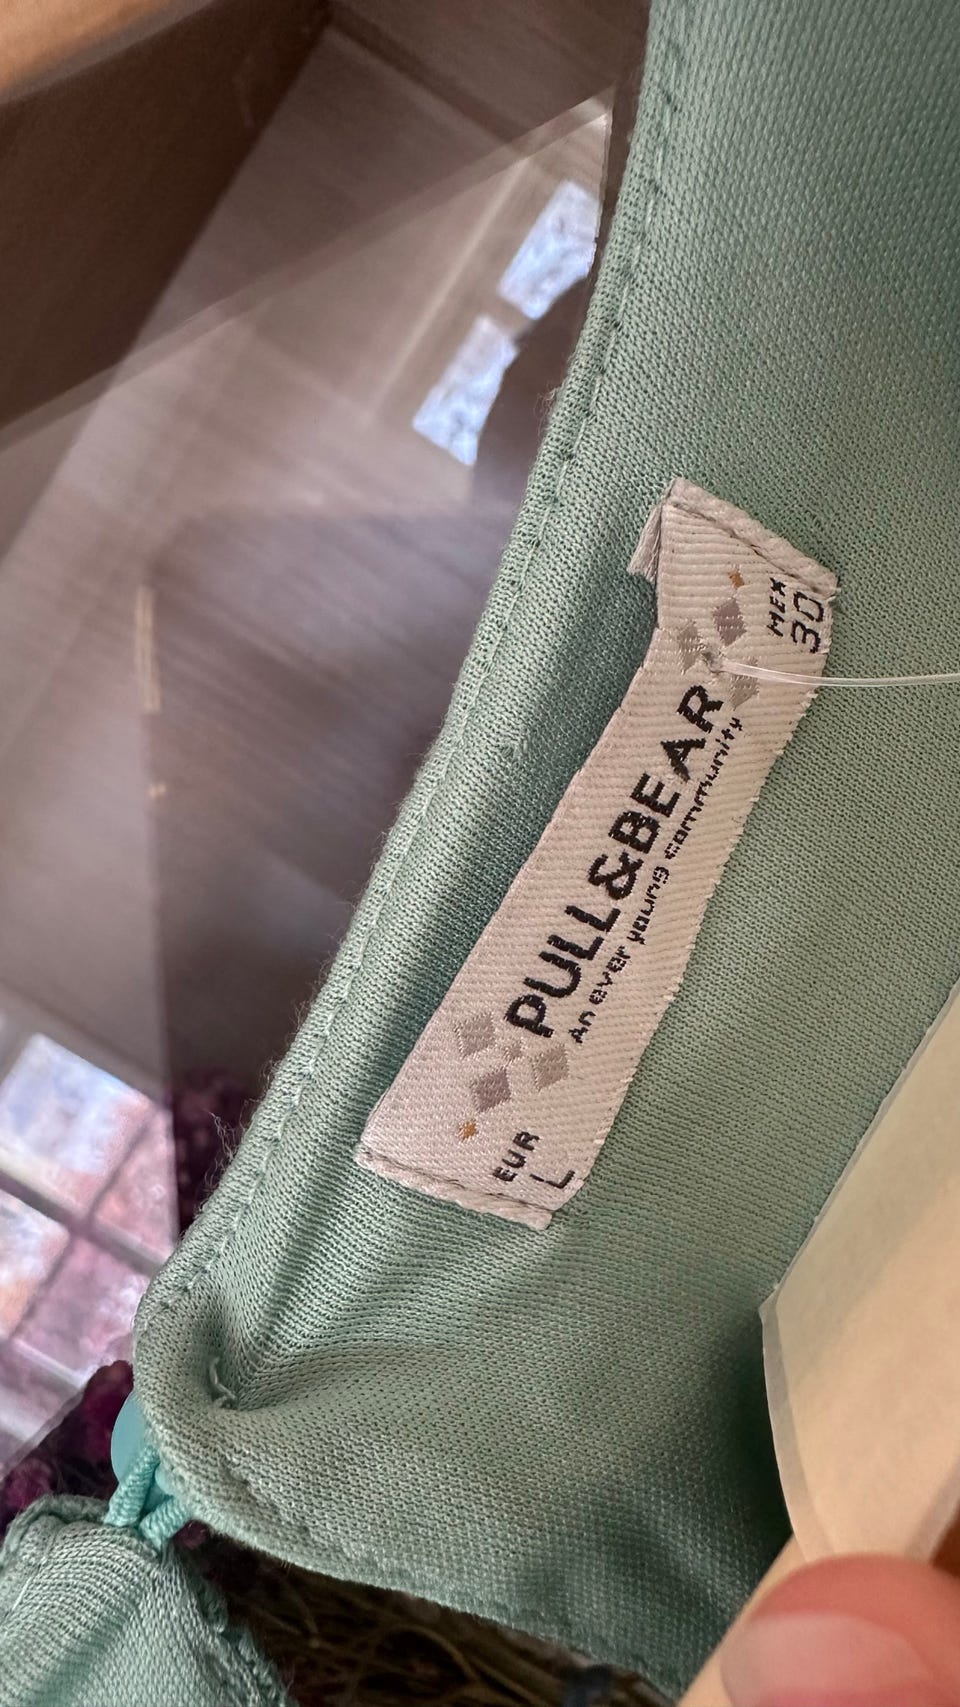 PULL&BEAR
An ever young community
EUR
L
MEX
30